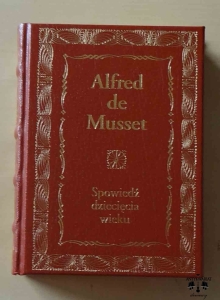 Alfred
de
Musset
Spowiedź
dziecięcia
wieku